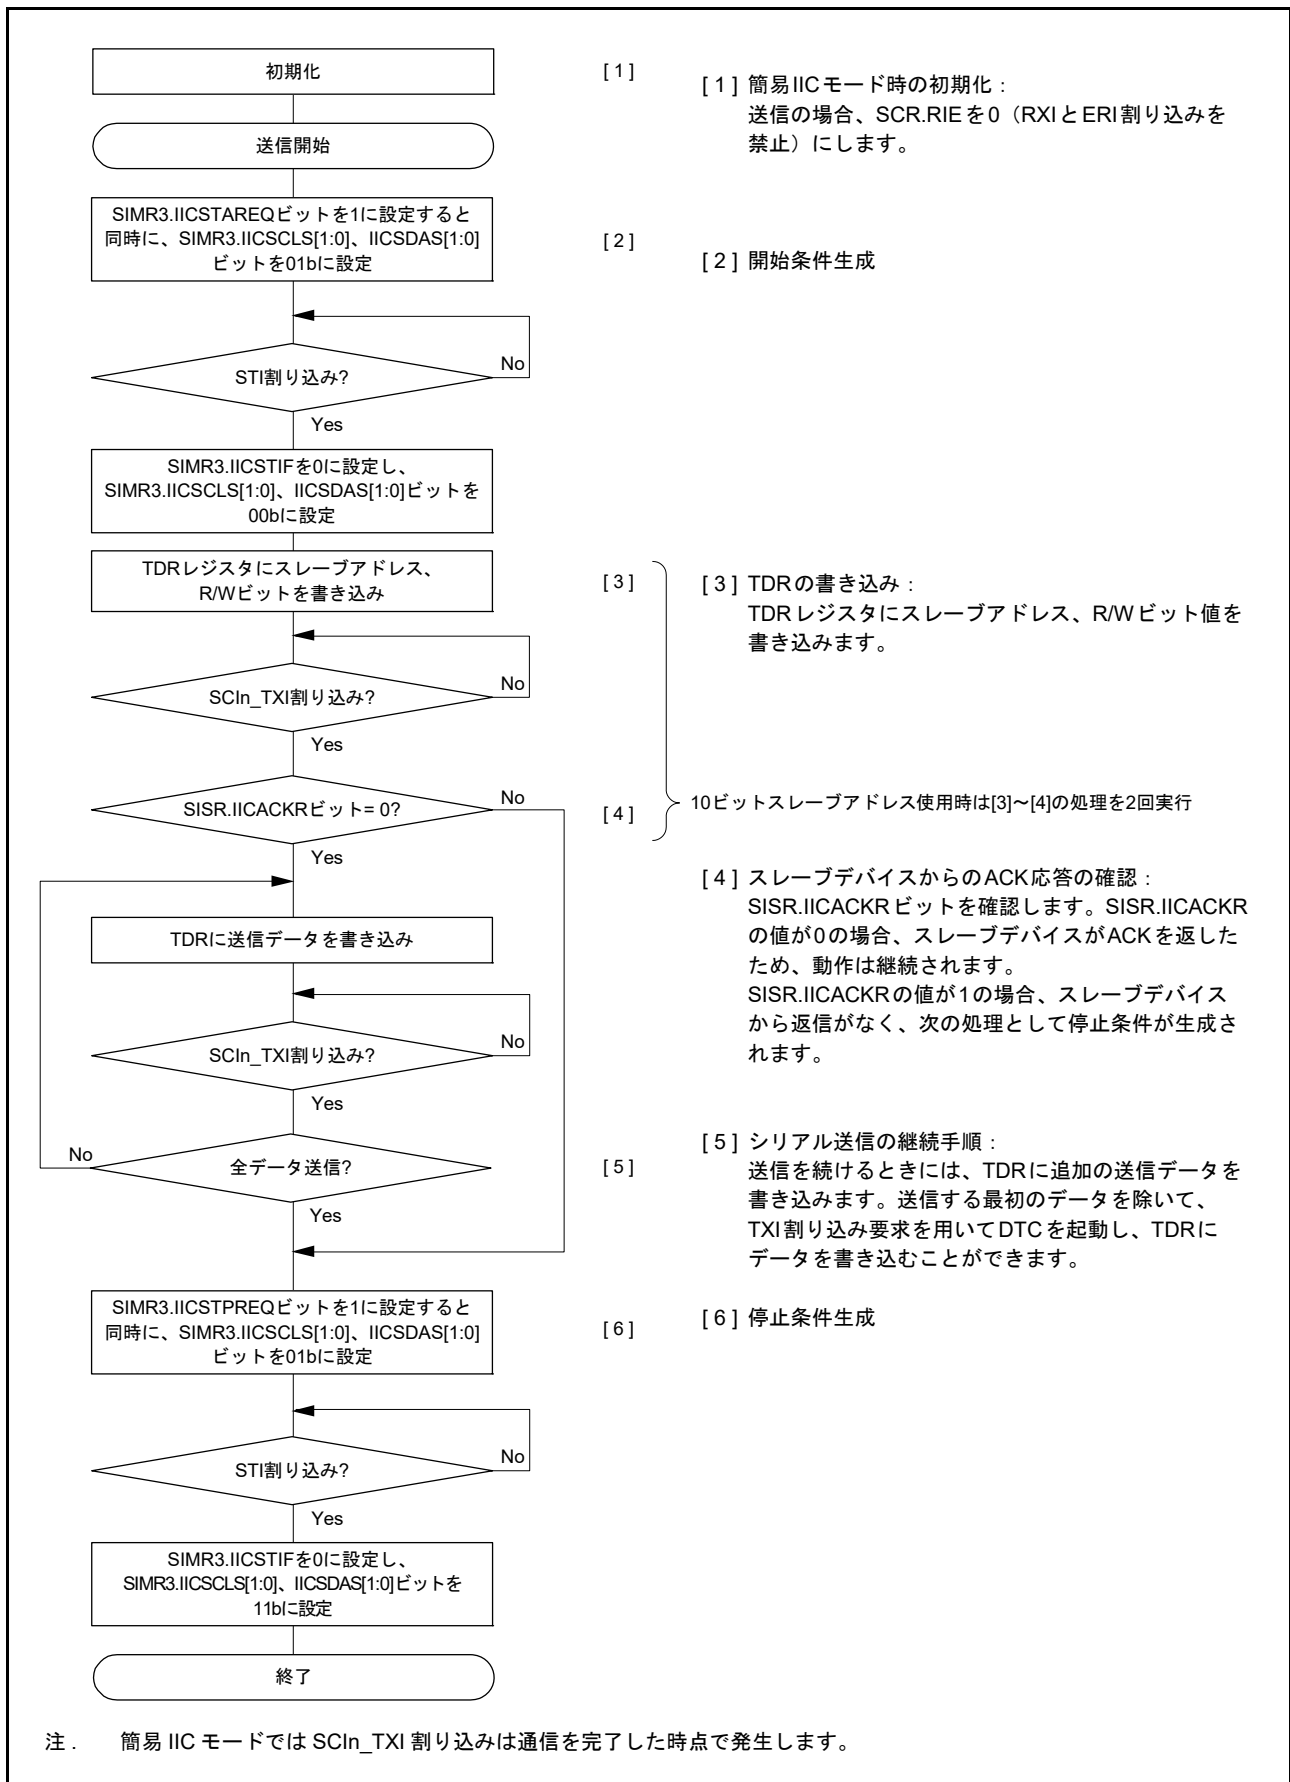 初期化
[ 1 ]
[ 1 ] 簡易IICモード時の初期化：
送信の場合、SCR.RIEを0（RXIとERI割り込みを
禁止）にします。
送信開始
SIMR3.IICSTAREQビットを1に設定すると
同時に、SIMR3.IICSCLS[1:0]、IICSDAS[1:0]
ビットを01bに設定
[ 2 ]
[ 2 ] 開始条件生成
STI割り込み?
No
Yes
SIMR3.IICSTIFを0に設定し、
SIMR3.IICSCLS[1:0]、IICSDAS[1:0]ビットを
00bに設定
TDRレジスタにスレーブアドレス、
R/Wビットを書き込み
[ 3 ]
[ 3 ] TDRの書き込み：
TDRレジスタにスレーブアドレス、R/Wビット値を
書き込みます。
SCIn_TXI割り込み?
No
Yes
SISR.IICACKRビット= 0?
No
[ 4 ]
10ビットスレーブアドレス使用時は[3]～[4]の処理を2回実行
Yes
[ 4 ] スレーブデバイスからのACK応答の確認：
SISR.IICACKRビットを確認します。SISR.IICACKR
の値が0の場合、スレーブデバイスがACKを返した
ため、動作は継続されます。
SISR.IICACKRの値が1の場合、スレーブデバイス
から返信がなく、次の処理として停止条件が生成さ
れます。
TDRに送信データを書き込み
SCIn_TXI割り込み?
No
Yes
全データ送信?
No
[ 5 ]
[ 5 ] シリアル送信の継続手順：
送信を続けるときには、TDRに追加の送信データを
書き込みます。送信する最初のデータを除いて、
TXI割り込み要求を用いてDTCを起動し、TDRに
データを書き込むことができます。
Yes
SIMR3.IICSTPREQビットを1に設定すると
同時に、SIMR3.IICSCLS[1:0]、IICSDAS[1:0]
ビットを01bに設定
[ 6 ]
[ 6 ] 停止条件生成
STI割り込み?
No
Yes
SIMR3.IICSTIFを0に設定し、
SIMR3.IICSCLS[1:0]、IICSDAS[1:0]ビットを
11bに設定
終了
注． 簡易 IIC モードでは SCIn_TXI 割り込みは通信を完了した時点で発生します。